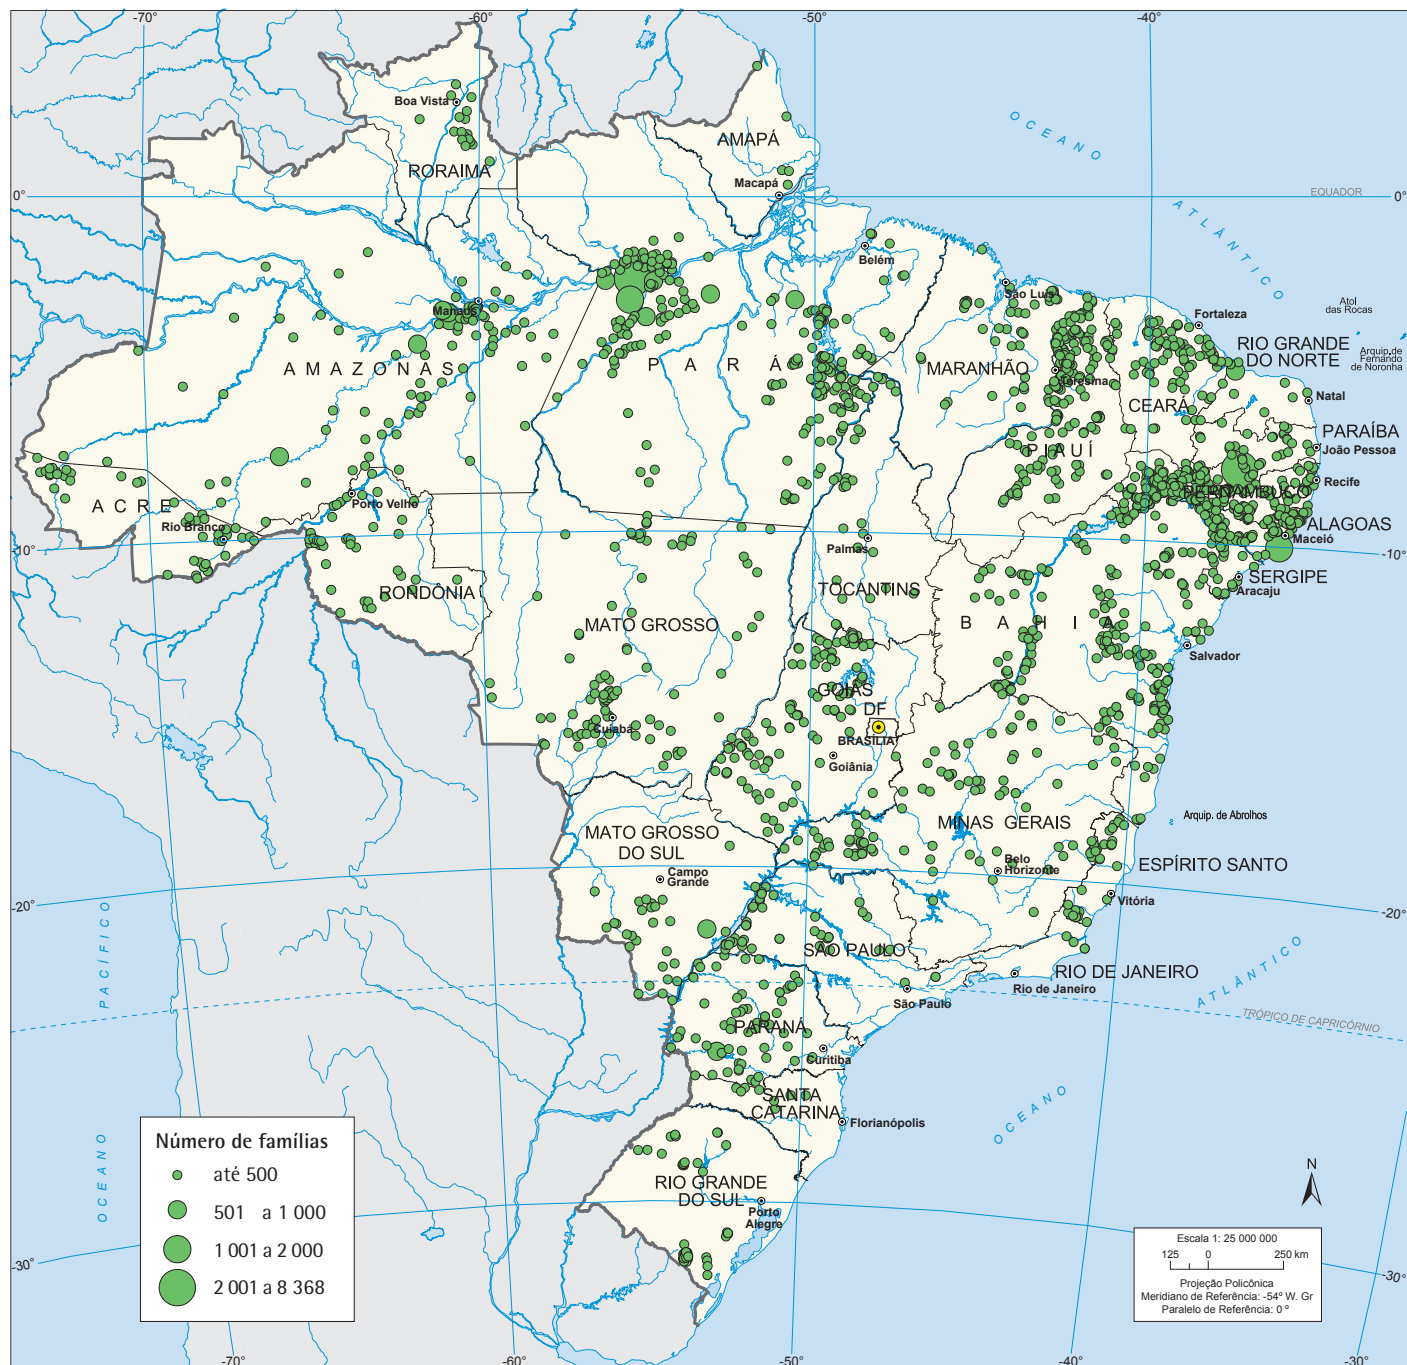 -70°
-60°
-50°
-40°
Boa Vista
RORAIMA
AMAPÁ
Macapá
OCEANO
ATLÂNTICO
0°
EQUADOR
0°
Belém
São Luís
Manaus
Atol
das Rocas
Fortaleza
RIO GRANDE
DO NORTE
Arquip. de
Fernando
de Noronha
AMAZONAS
PARÁ
MARANHÃO
Teresina
CEARÁ
Natal
PARAÍBA
João Pessoa
PIAUÍ
Recife
PERNAMBUCO
ACRE
Porto Velho
Rio Branco
ALAGOAS
Maceió
-10°
Palmas
-10°
SERGIPE
Aracaju
RONDÔNIA
TOCANTINS
MATO GROSSO
BAHIA
Salvador
GOIÁS
DF
Cuiabá
BRASÍLIA
Goiânia
Arquip. de Abrolhos
MINAS GERAIS
MATO GROSSO
DO SUL
Belo
Horizonte
ESPÍRITO SANTO
Campo
Grande
Vitória
-20°
-20°
SÃO PAULO
RIO DE JANEIRO
Rio de Janeiro
São Paulo
OCEANO
PACÍFICO
ATLÂNTICO
OCEANO
TRÓPICO DE CAPRICÓRNIO
PARANÁ
Curitiba
SANTA
CATARINA
Florianópolis
RIO GRANDE
DO SUL
Porto
Alegre
Número de famílias
até 500
501 a 1 000
1 001 a 2 000
2 001 a 8 368
N
Escala 1: 25 000 000
125 0 250 km
Projeção Policônica
Meridiano de Referência: -54º W. Gr
Paralelo de Referência: 0 º
-30°
-30°
-70°
-60°
-50°
-40°
-30°